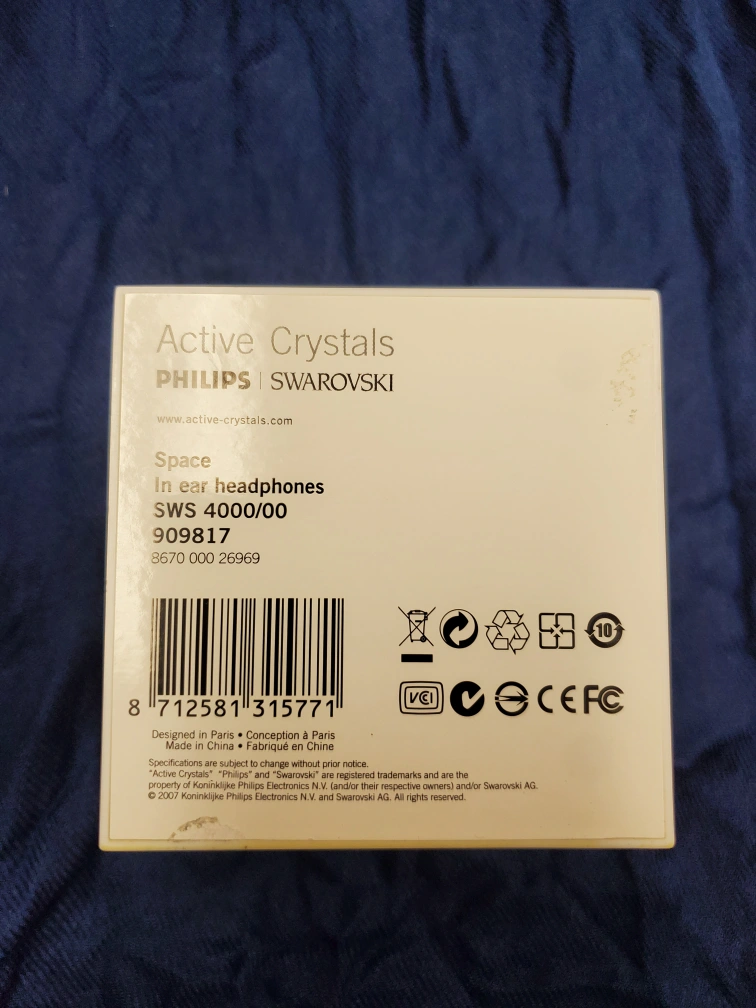 Active Crystals
PHILIPS | SWAROVSKI
www.active-crystals.com
Space
In ear headphones
SWS 4000/00
909817
8670 000 26969
8 712581 315771
10
VCI
CE FC
Designed in Paris • Conception à Paris
Made in China • Fabriqué en Chine
Specifications are subject to change without prior notice.
"Active Crystals" "Philips" and "Swarovski" are registered trademarks and are the
property of Koninklijke Philips Electronics N.V. (and/or their respective owners) and/or Swarovski AG.
© 2007 Koninklijke Philips Electronics N.V. and Swarovski AG. All rights reserved.